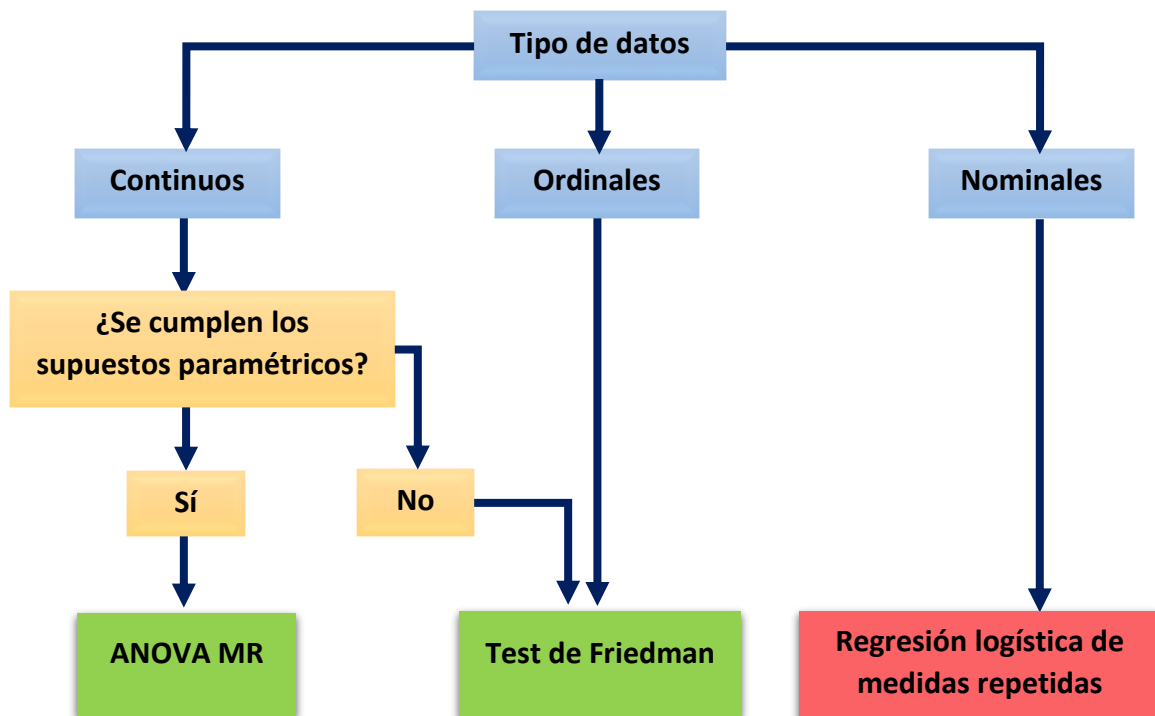 Tipo de datos
Continuos
Ordinales
Nominales
¿Se cumplen los
supuestos paramétricos?
Sí
No
ANOVA MR
Test de Friedman
Regresión logística de
medidas repetidas